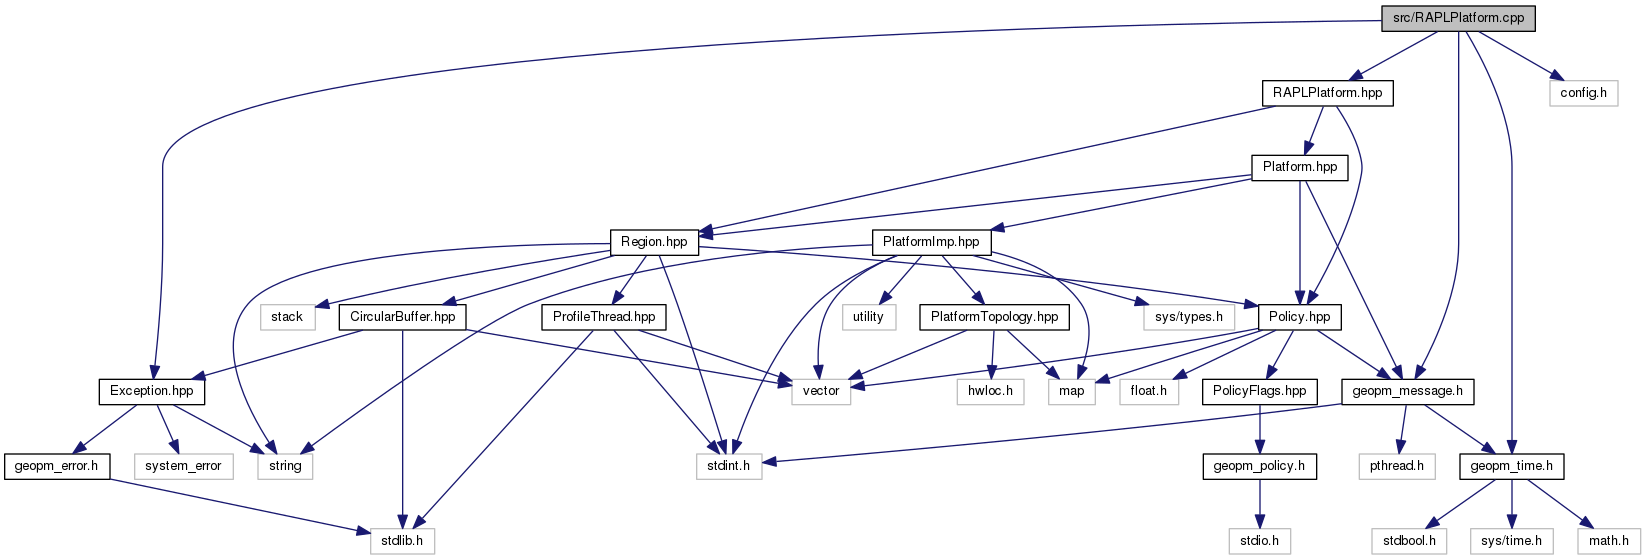 src/RAPLPlatform.cpp
RAPLPlatform.hpp
config.h
Platform.hpp
Region.hpp
PlatformImp.hpp
stack
CircularBuffer.hpp
ProfileThread.hpp
utility
PlatformTopology.hpp
sys/types.h
Policy.hpp
Exception.hpp
vector
hwloc.h
map
float.h
PolicyFlags.hpp
geopm_message.h
geopm_error.h
system_error
string
stdint.h
geopm_policy.h
pthread.h
geopm_time.h
stdlib.h
stdio.h
stdbool.h
sys/time.h
math.h